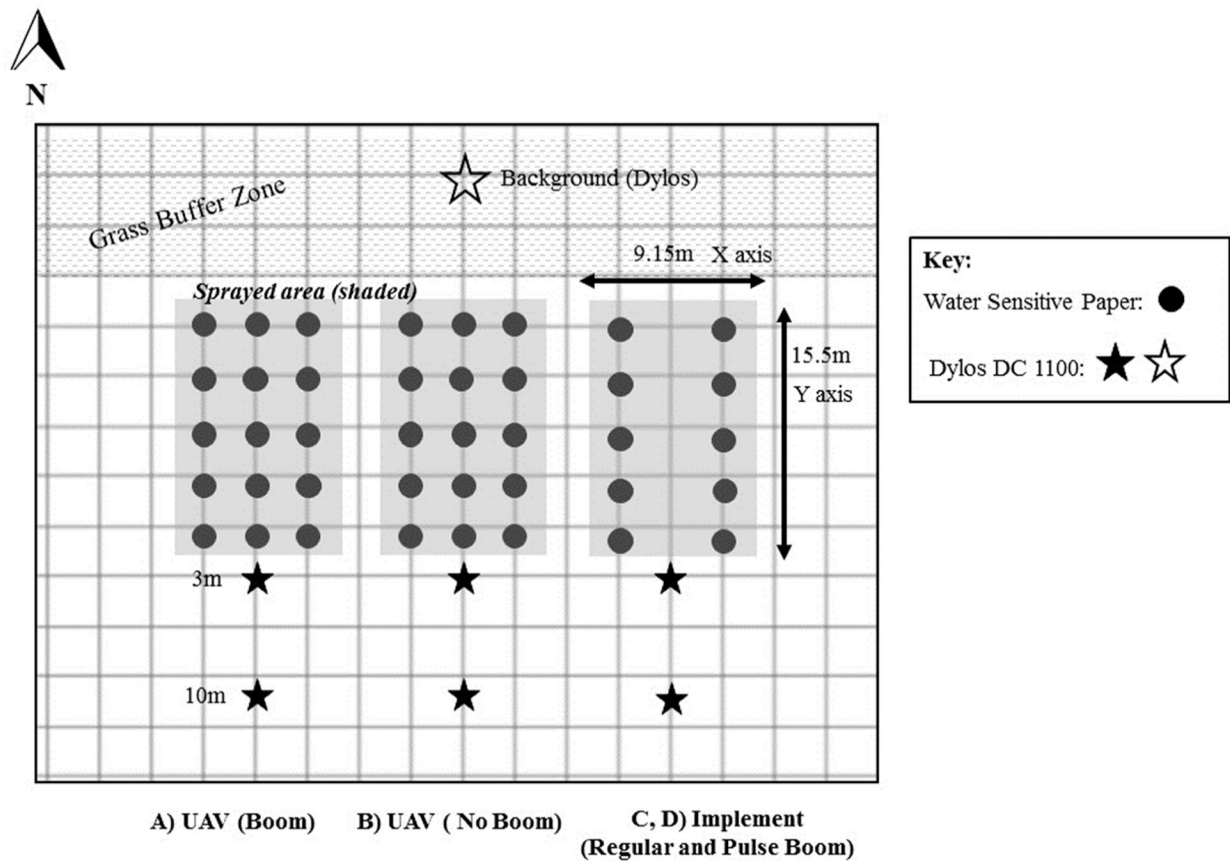 N
Background (Dylos)
Grass Buffer Zone
9.15m X axis
Sprayed area (shaded)
15.5m
Y axis
3m
10m
A) UAV (Boom)
B) UAV ( No Boom)
C, D) Implement
(Regular and Pulse Boom)
Key:
Water Sensitive Paper:
Dylos DC 1100: